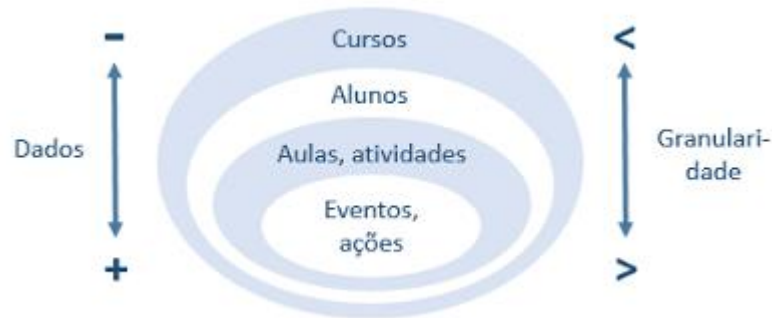 -
Cursos
<
Alunos
Dados
Aulas, atividades
Granulari-
dade
Eventos,
ações
+
>